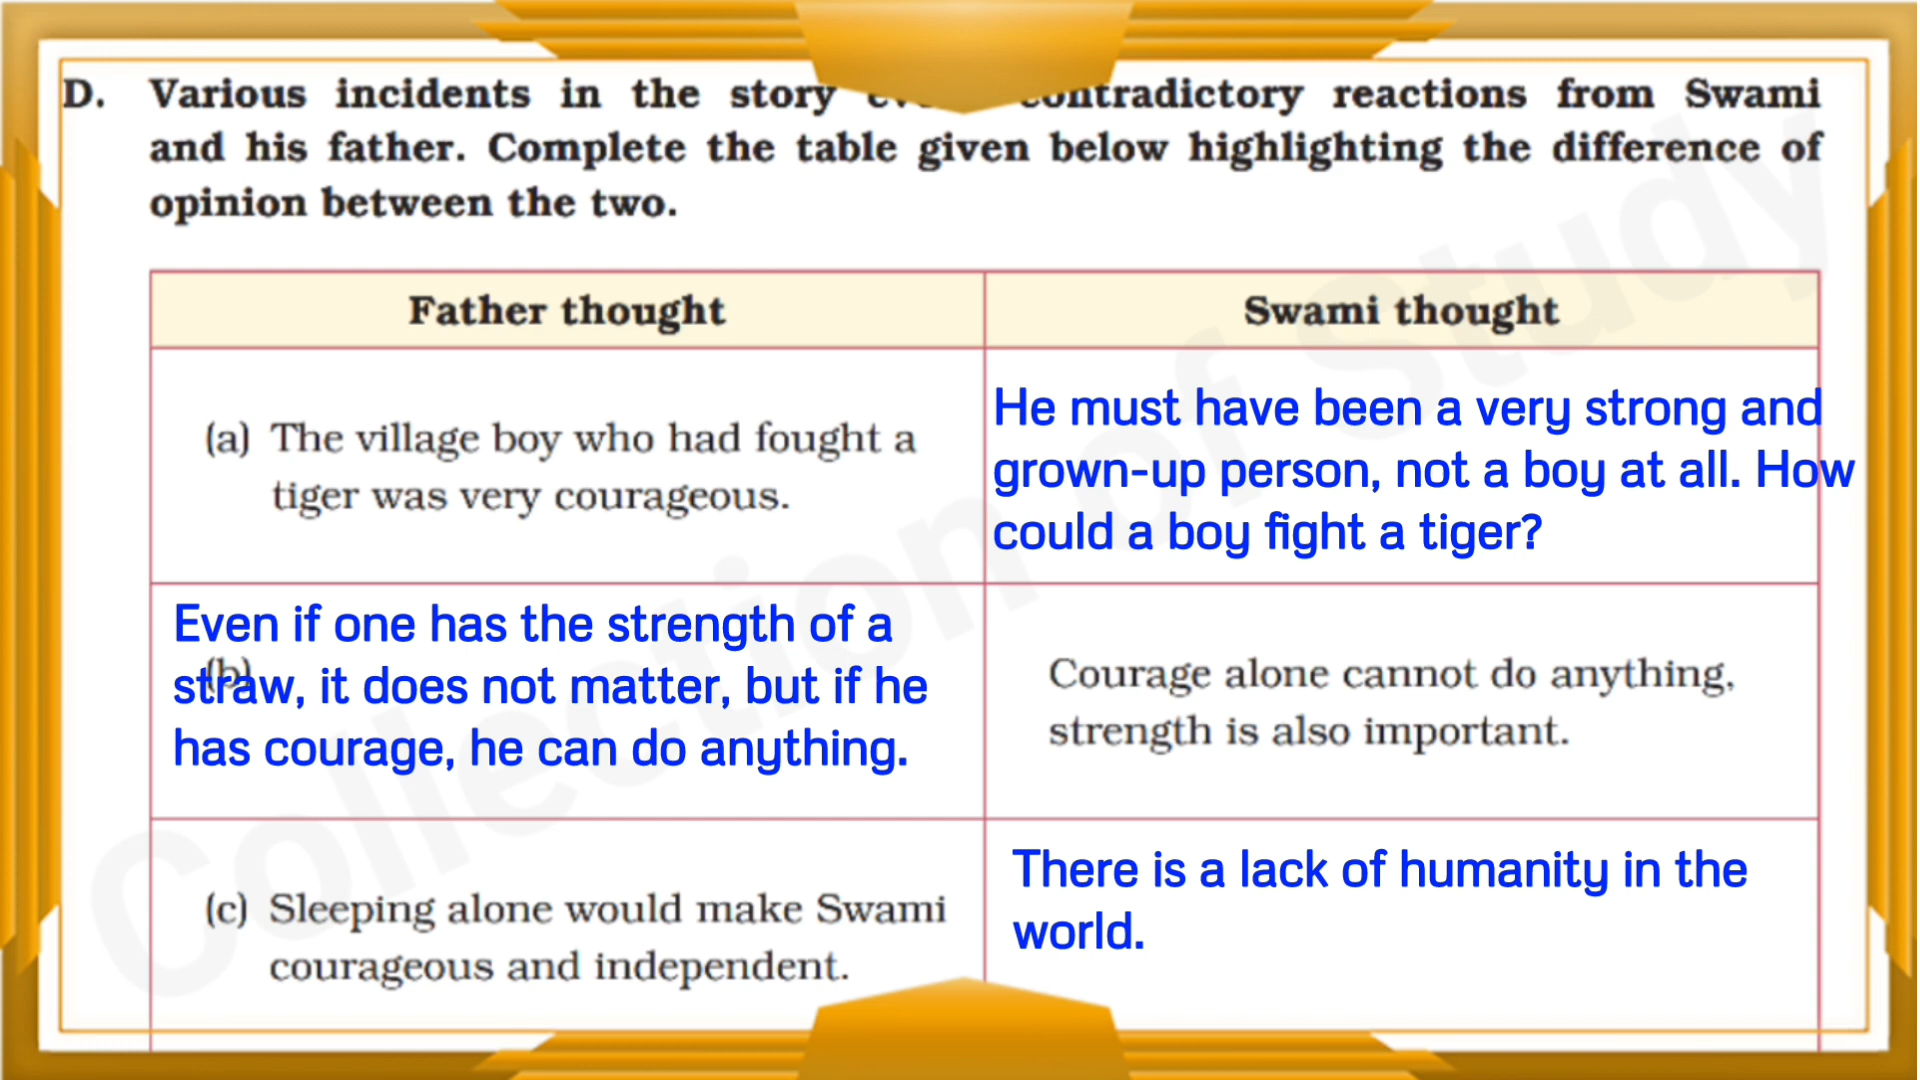 D. Various incidents in the story contradictory reactions from Swami
and his father. Complete the table given below highlighting the difference of
opinion between the two.
Father thought
Swami thought
(a) The village boy who had fought a
tiger was very courageous.
He must have been a very strong and
grown-up person, not a boy at all. How
could a boy fight a tiger?
(b)
Even if one has the strength of a
straw, it does not matter, but if he
has courage, he can do anything.
Courage alone cannot do anything,
strength is also important.
(c) Sleeping alone would make Swami
courageous and independent.
There is a lack of humanity in the
world.
Collection of Study